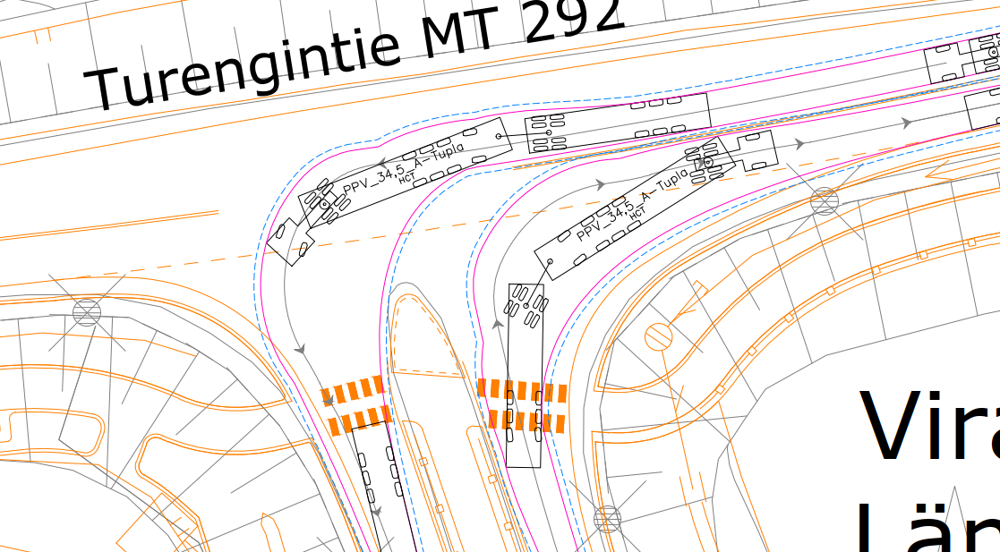 Turengintie MT 292
PPV_34,5_A-Tupla
HCT
PPV_34,5_A-Tupla
HCT
Vira
Län